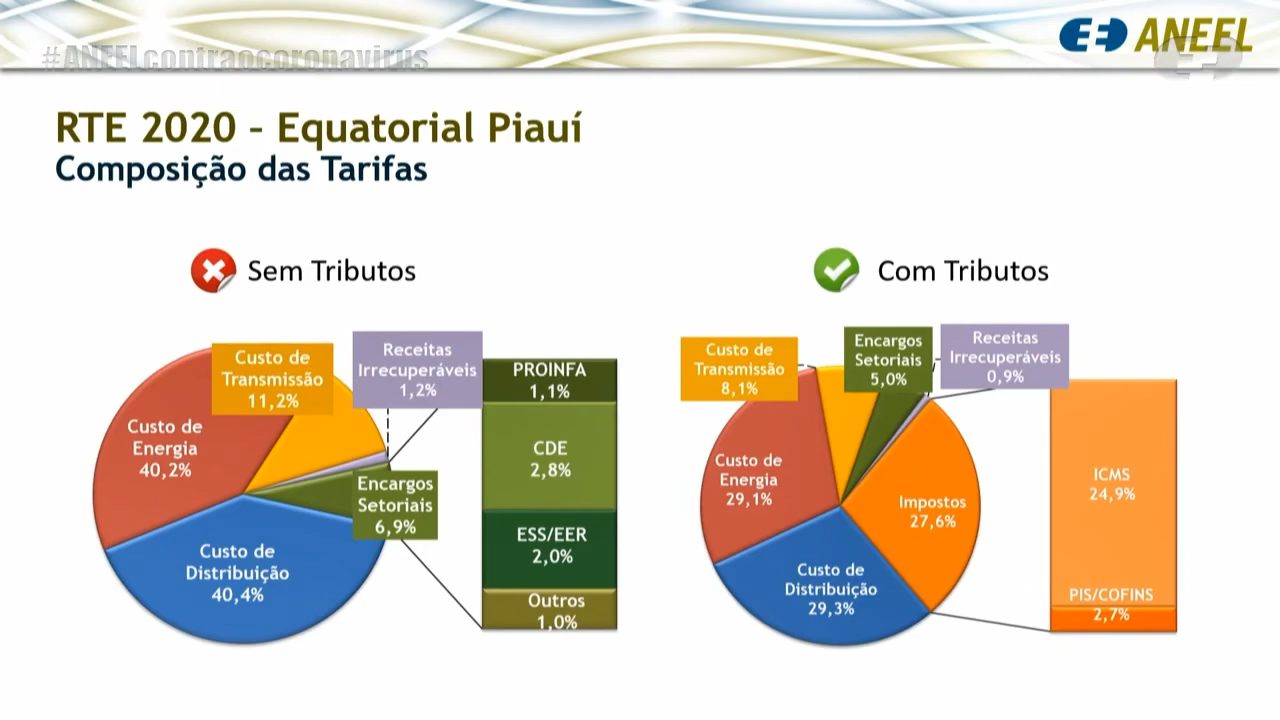 #ANEELcontraocoronavirus
ANEEL
RTE 2020 – Equatorial Piauí
Composição das Tarifas
Sem Tributos
Custo de
Transmissão
11,2%
Receitas
Irrecuperáveis
1,2%
Custo de
Energia
40,2%
Encargos
Setoriais
6,9%
Custo de
Distribuição
40,4%
PROINFA
1,1%
CDE
2,8%
ESS/EER
2,0%
Outros
1,0%
Com Tributos
Custo de
Transmissão
8,1%
Encargos
Setoriais
5,0%
Receitas
Irrecuperáveis
0,9%
Custo de
Energia
29,1%
Impostos
27,6%
Custo de
Distribuição
29,3%
ICMS
24,9%
PIS/COFINS
2,7%